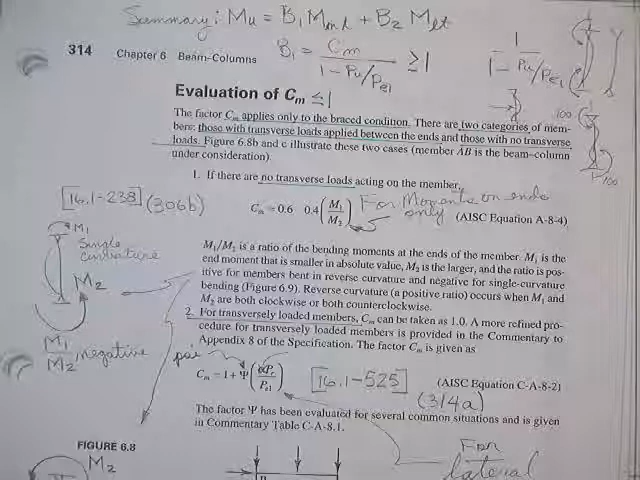 Summary: Mu = B1 Mnt + B2 Mlt
314 Chapter 6 Beam-Columns
B1 = Cm / 1 - Pu/Pe1 ≥ 1
1 / 1 - Pu/Pe1
Evaluation of Cm ≤ 1
100
The factor Cm applies only to the braced condition. There are two categories of mem-
bers: those with transverse loads applied between the ends and those with no transverse
loads. Figure 6.8b and c illustrate these two cases (member AB is the beam-column
under consideration).
100
1. If there are no transverse loads acting on the member,
[16.1-238] (306b)
Cm = 0.6 0.4 (M1/M2)
For Moments on ends
only
(AISC Equation A-8-4)
M1
Single
curvature
M2
M1/M2 is a ratio of the bending moments at the ends of the member. M1 is the
end moment that is smaller in absolute value, M2 is the larger, and the ratio is pos-
itive for members bent in reverse curvature and negative for single-curvature
bending (Figure 6.9). Reverse curvature (a positive ratio) occurs when M1 and
M2 are both clockwise or both counterclockwise.
2. For transversely loaded members, Cm can be taken as 1.0. A more refined pro-
cedure for transversely loaded members is provided in the Commentary to
Appendix 8 of the Specification. The factor Cm is given as
M1/M2, negative
Cm = 1 + Ψ (αPr/Pe1)
[16.1-525]
(AISC Equation C-A-8-2)
(314a)
The factor Ψ has been evaluated for several common situations and is given
in Commentary Table C-A-8.1.
FIGURE 6.8
M2
For
lateral